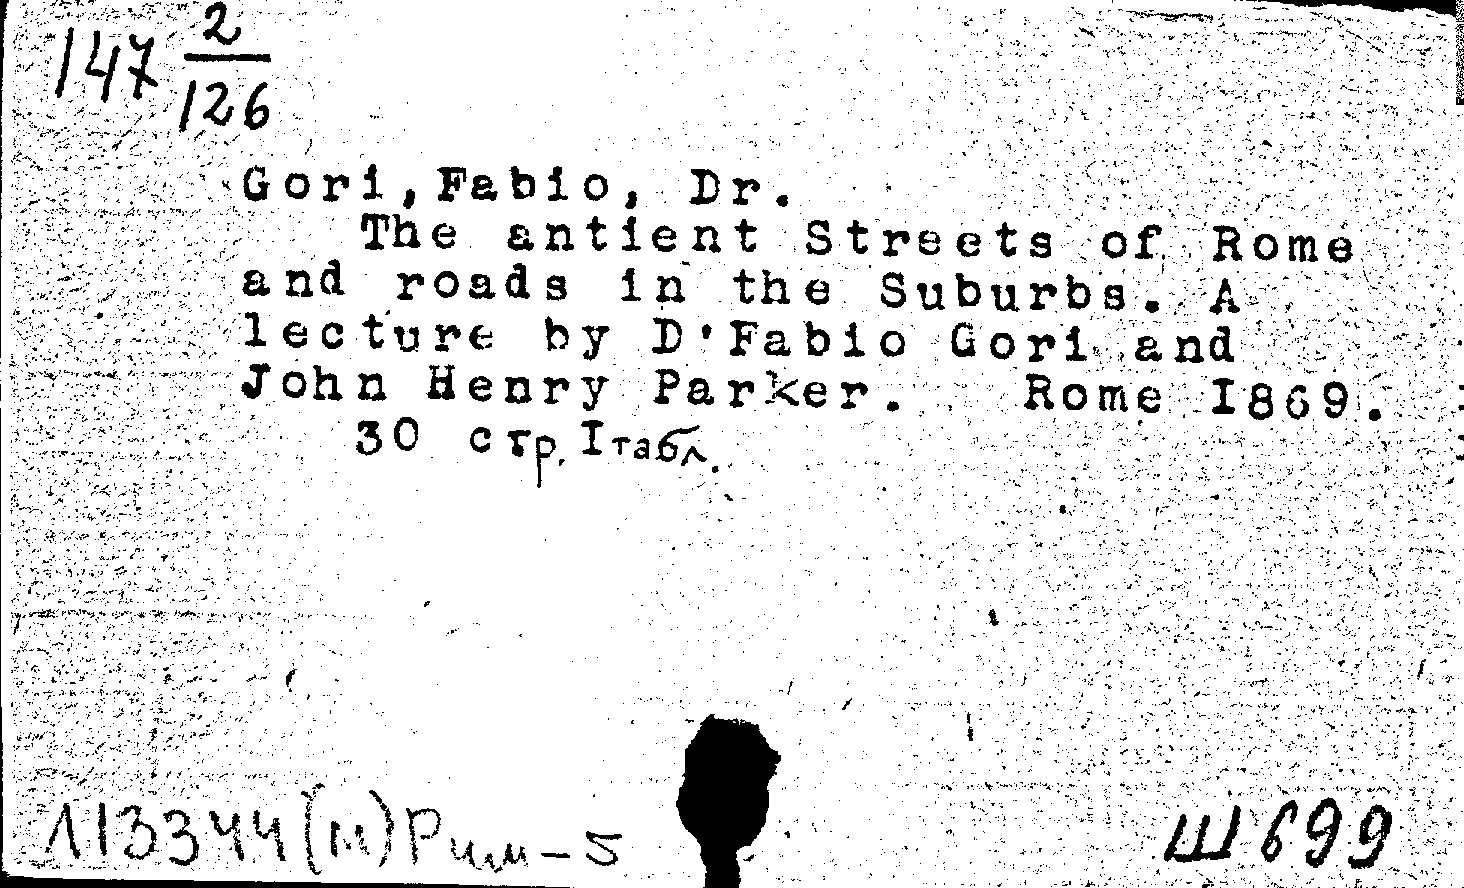 147 2/126
Gori, Fabio, Dr.
The antient Streets of Rome
and roads in the Suburbs. A
lecture by D'Fabio Gori and
John Henry Parker. Rome I869.
30 стр. I табл.
113344(м) Рим-5
Ш699